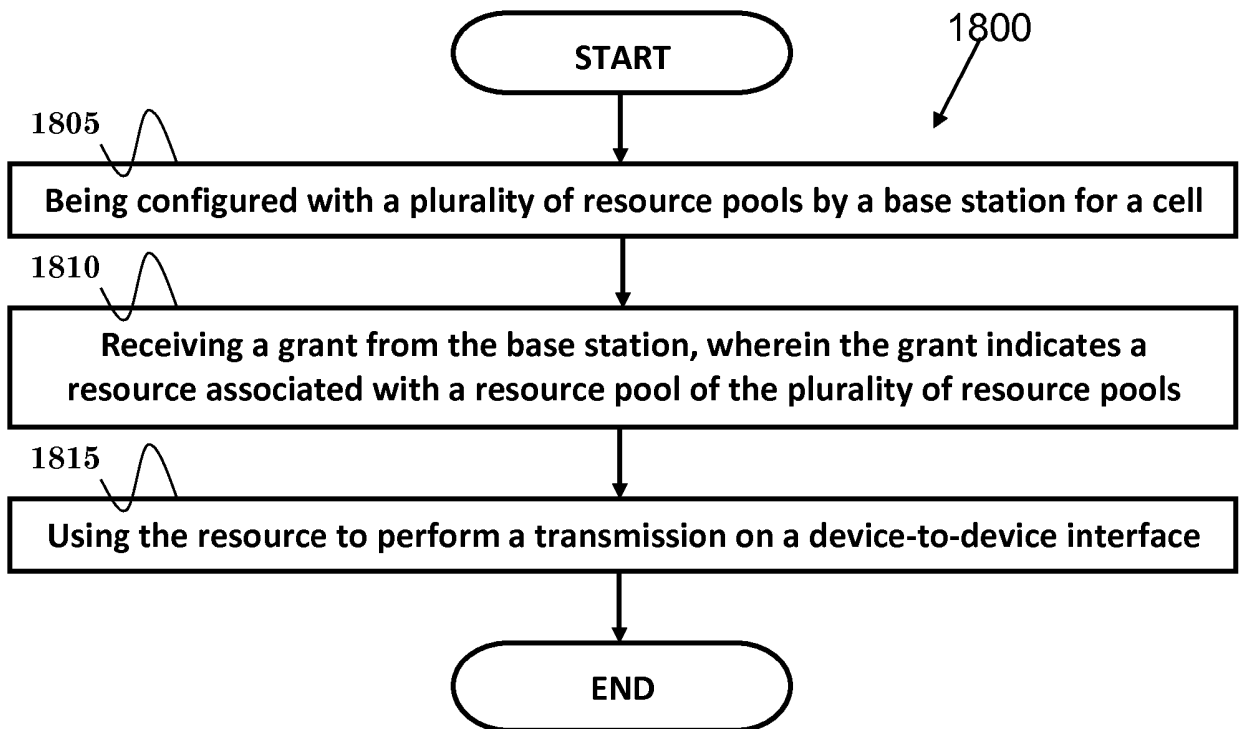 START
1800
1805
Being configured with a plurality of resource pools by a base station for a cell
1810
Receiving a grant from the base station, wherein the grant indicates a
resource associated with a resource pool of the plurality of resource pools
1815
Using the resource to perform a transmission on a device-to-device interface
END